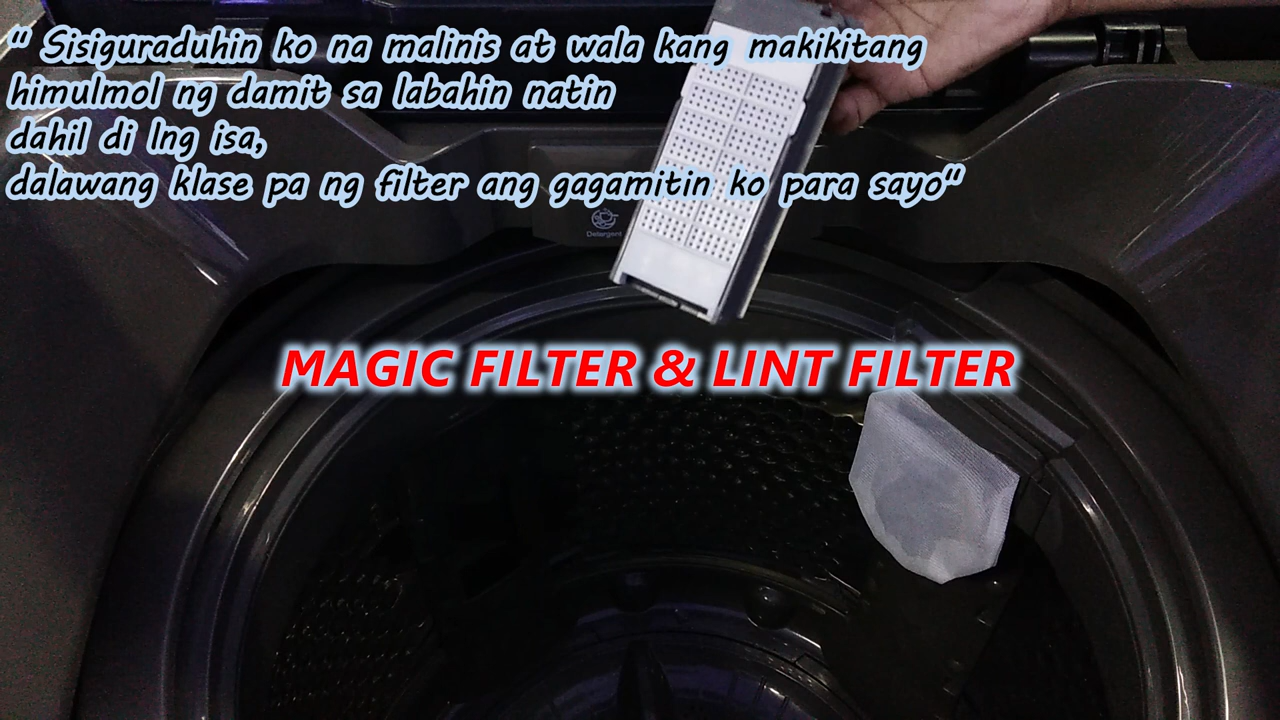 “ Sisiguraduhin ko na malinis at wala kang makikitang
himulmol ng damit sa labahin natin
dahil di lng isa,
dalawang klase pa ng filter ang gagamitin ko para sayo“
Detergent
MAGIC FILTER & LINT FILTER